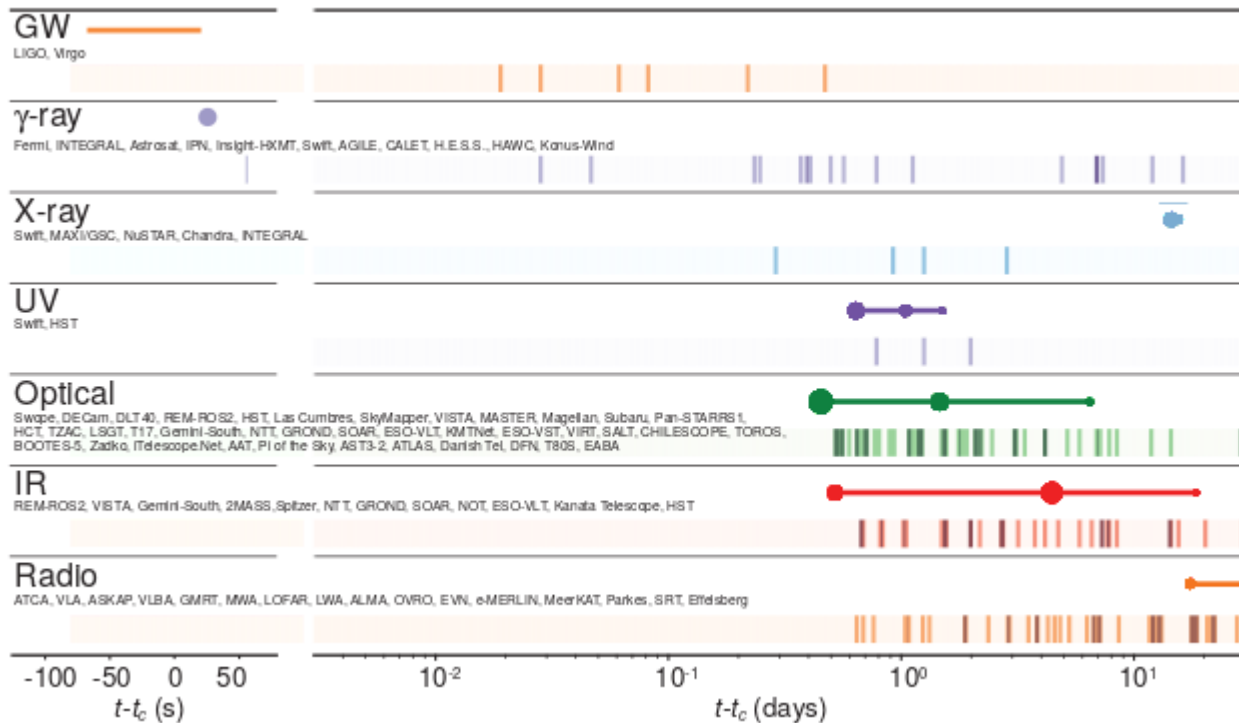 GW
LIGO, Virgo
γ-ray
Fermi, INTEGRAL, Astrosat, IPN, Insight-HXMT, Swift, AGILE, CALET, H.E.S.S., HAWC, Konus-Wind
X-ray
Swift, MAXI/GSC, NuSTAR, Chandra, INTEGRAL
UV
Swift, HST
Optical
Swope, DECam, DLT40, REM-ROS2, HST, Las Cumbres, SkyMapper, VISTA, MASTER, Magellan, Subaru, Pan-STARRS1,
HCT, TZAC, LSGT, T17, Gemini-South, NTT, GROND, SOAR, ESO-VLT, KMTNet, ESO-VST, VIRT, SALT, CHILESCOPE, TOROS,
BOOTES-5, Zadko, iTelescope.Net, AAT, Pi of the Sky, AST3-2, ATLAS, Danish Tel, DFN, T80S, EABA
IR
REM-ROS2, VISTA, Gemini-South, 2MASS,Spitzer, NTT, GROND, SOAR, NOT, ESO-VLT, Kanata Telescope, HST
Radio
ATCA, VLA, ASKAP, VLBA, GMRT, MWA, LOFAR, LWA, ALMA, OVRO, EVN, e-MERLIN, MeerKAT, Parkes, SRT, Effelsberg
-100 -50 0 50 10⁻² 10⁻¹ 10⁰ 10¹
t-t_c (s) t-t_c (days)